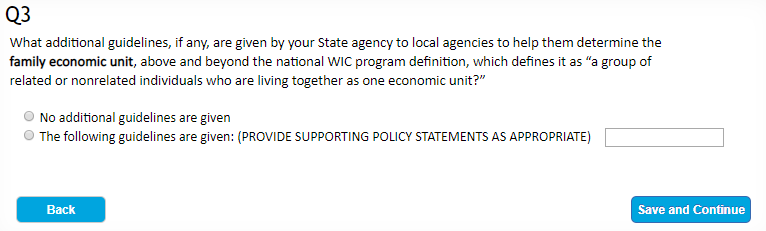 Q3
What additional guidelines, if any, are given by your State agency to local agencies to help them determine the
family economic unit, above and beyond the national WIC program definition, which defines it as “a group of
related or nonrelated individuals who are living together as one economic unit?”
No additional guidelines are given
The following guidelines are given: (PROVIDE SUPPORTING POLICY STATEMENTS AS APPROPRIATE)
Back
Save and Continue